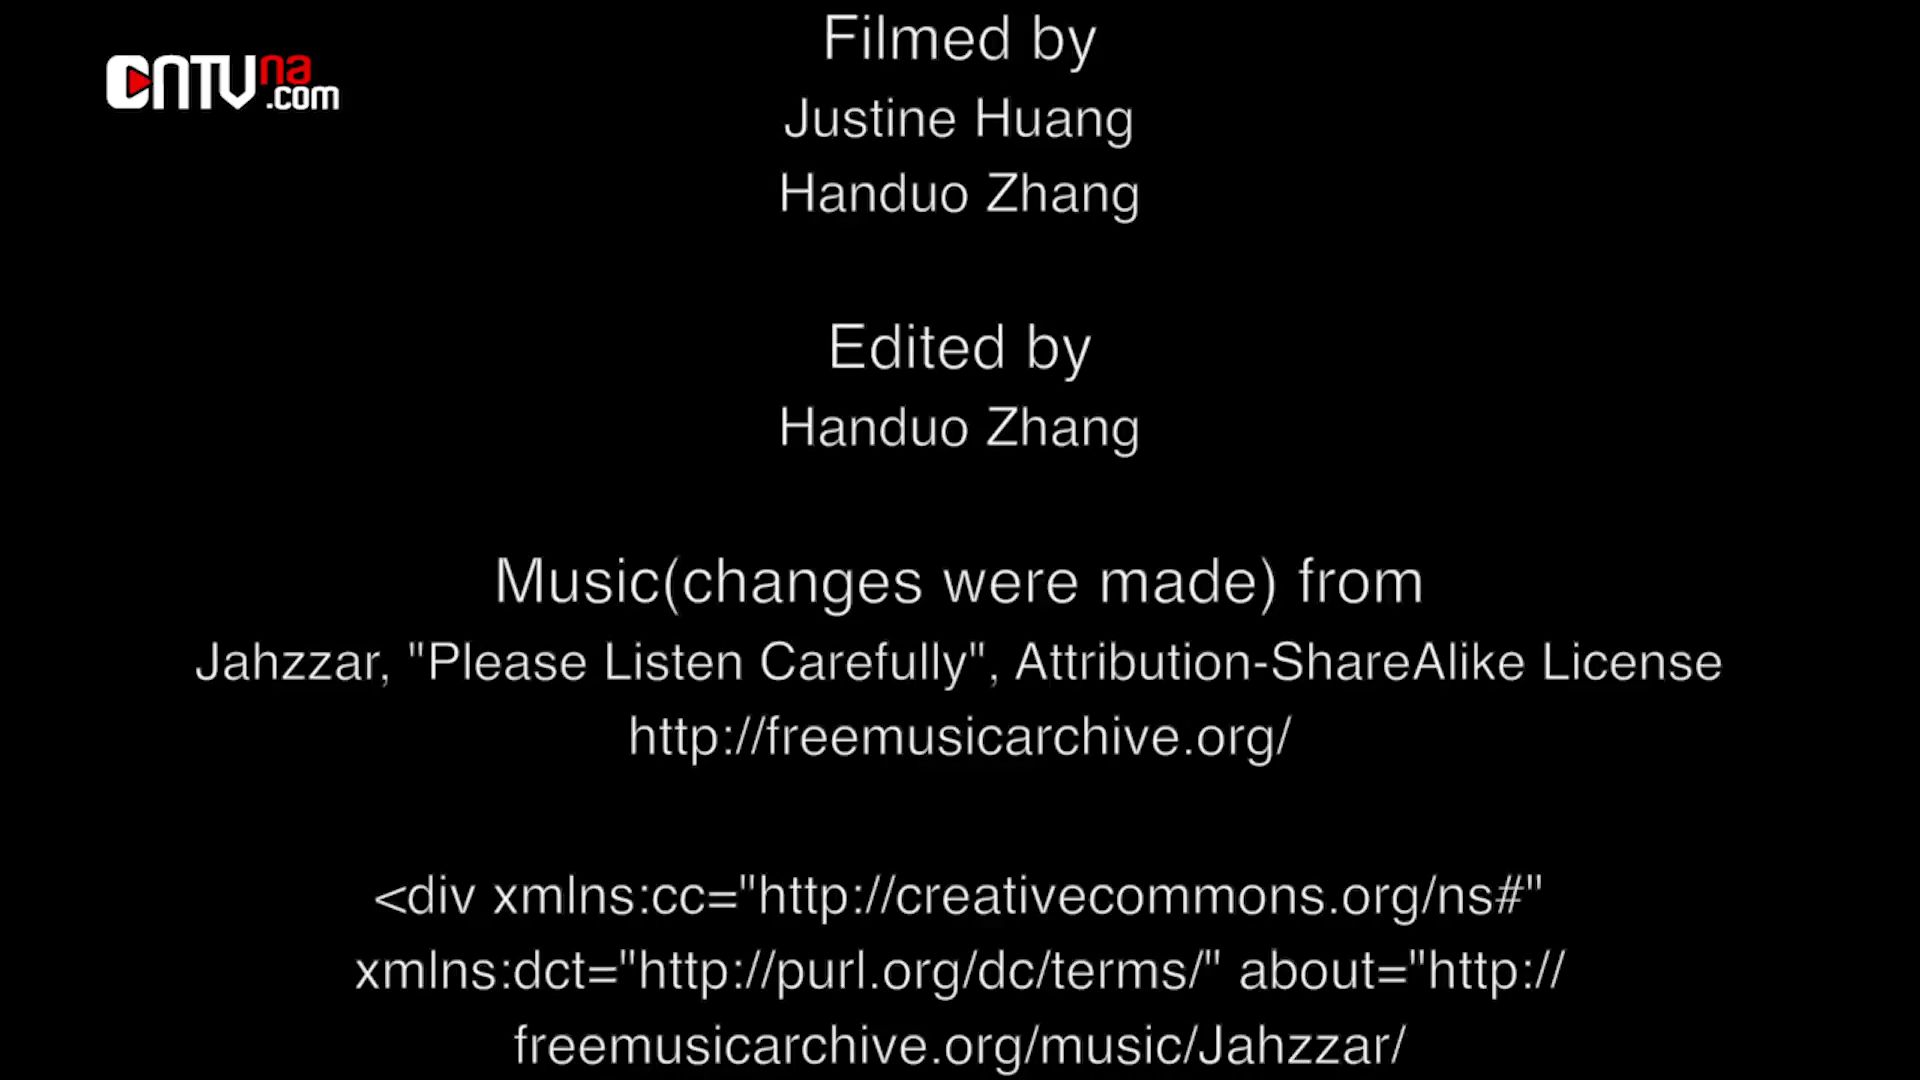 CNTVna.com
Filmed by
Justine Huang
Handuo Zhang
Edited by
Handuo Zhang
Music(changes were made) from
Jahzzar, "Please Listen Carefully", Attribution-ShareAlike License
http://freemusicarchive.org/
<div xmlns:cc="http://creativecommons.org/ns#"
xmlns:dct="http://purl.org/dc/terms/" about="http://
freemusicarchive.org/music/Jahzzar/